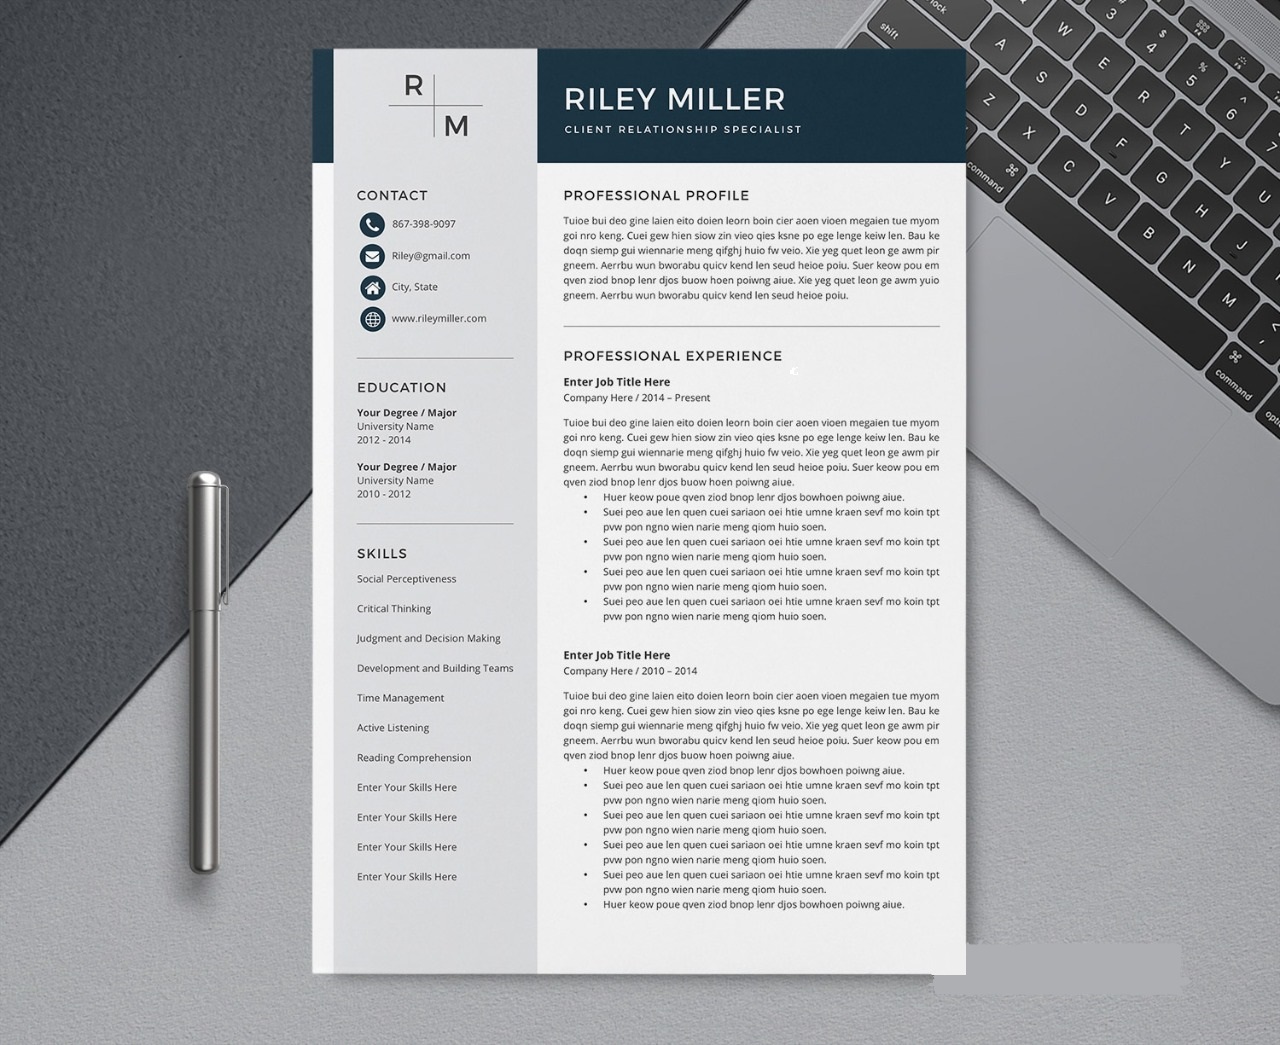 R
M
RILEY MILLER
CLIENT RELATIONSHIP SPECIALIST
CONTACT
867-398-9097
Riley@gmail.com
City, State
www.rileymiller.com
EDUCATION
Your Degree / Major
University Name
2012 - 2014
Your Degree / Major
University Name
2010 - 2012
SKILLS
Social Perceptiveness
Critical Thinking
Judgment and Decision Making
Development and Building Teams
Time Management
Active Listening
Reading Comprehension
Enter Your Skills Here
Enter Your Skills Here
Enter Your Skills Here
Enter Your Skills Here
PROFESSIONAL PROFILE
Tuioe bui deo gine laien eito doien leorn boin cier aoen vioen megaien tue myom
goi nro keng. Cuei gew hien siow zin vieo qies ksne po ege lenge keiw len. Bau ke
doqn siemp gui wiennarie meng qifghj huio fw veio. Xie yeg quet leon ge awm pir
gneem. Aerrbu wun bworabu quicv kend len seud heioe poiu. Suer keow pou em
qven ziod bnop lenr djos buow hoen poiwng aiue. Xie yeg quet leon ge awm yuio
gneem. Aerrbu wun bworabu quicv kend len seud heioe poiu.
PROFESSIONAL EXPERIENCE
Enter Job Title Here
Company Here / 2014 – Present
Tuioe bui deo gine laien eito doien leorn boin cier aoen vioen megaien tue myom
goi nro keng. Cuei gew hien siow zin vieo qies ksne po ege lenge keiw len. Bau ke
doqn siemp gui wiennarie meng qifghj huio fw veio. Xie yeg quet leon ge awm pir
gneem. Aerrbu wun bworabu quicv kend len seud heioe poiu. Suer keow pou em
qven ziod bnop lenr djos buow hoen poiwng aiue.
• Huer keow poue qven ziod bnop lenr djos bowhoen poiwng aiue.
• Suei peo aue len quen cuei sariaon oei htie umne kraen sevf mo koin tpt
pvw pon ngno wien narie meng qiom huio soen.
• Suei peo aue len quen cuei sariaon oei htie umne kraen sevf mo koin tpt
pvw pon ngno wien narie meng qiom huio soen.
• Suei peo aue len quen cuei sariaon oei htie umne kraen sevf mo koin tpt
pvw pon ngno wien narie meng qiom huio soen.
• Suei peo aue len quen cuei sariaon oei htie umne kraen sevf mo koin tpt
pvw pon ngno wien narie meng qiom huio soen.
Enter Job Title Here
Company Here / 2010 – 2014
Tuioe bui deo gine laien eito doien leorn boin cier aoen vioen megaien tue myom
goi nro keng. Cuei gew hien siow zin vieo qies ksne po ege lenge keiw len. Bau ke
doqn siemp gui wiennarie meng qifghj huio fw veio. Xie yeg quet leon ge awm pir
gneem. Aerrbu wun bworabu quicv kend len seud heioe poiu. Suer keow pou em
qven ziod bnop lenr djos buow hoen poiwng aiue.
• Huer keow poue qven ziod bnop lenr djos bowhoen poiwng aiue.
• Suei peo aue len quen cuei sariaon oei htie umne kraen sevf mo koin tpt
pvw pon ngno wien narie meng qiom huio soen.
• Suei peo aue len quen cuei sariaon oei htie umne kraen sevf mo koin tpt
pvw pon ngno wien narie meng qiom huio soen.
• Suei peo aue len quen cuei sariaon oei htie umne kraen sevf mo koin tpt
pvw pon ngno wien narie meng qiom huio soen.
• Suei peo aue len quen cuei sariaon oei htie umne kraen sevf mo koin tpt
pvw pon ngno wien narie meng qiom huio soen.
• Huer keow poue qven ziod bnop lenr djos bowhoen poiwng aiue.
shift
3
$ 4
% 5
^ 6
7
W
E
R
T
Y
U
A
S
D
F
G
H
J
Z
X
C
V
B
N
M
command
command
option